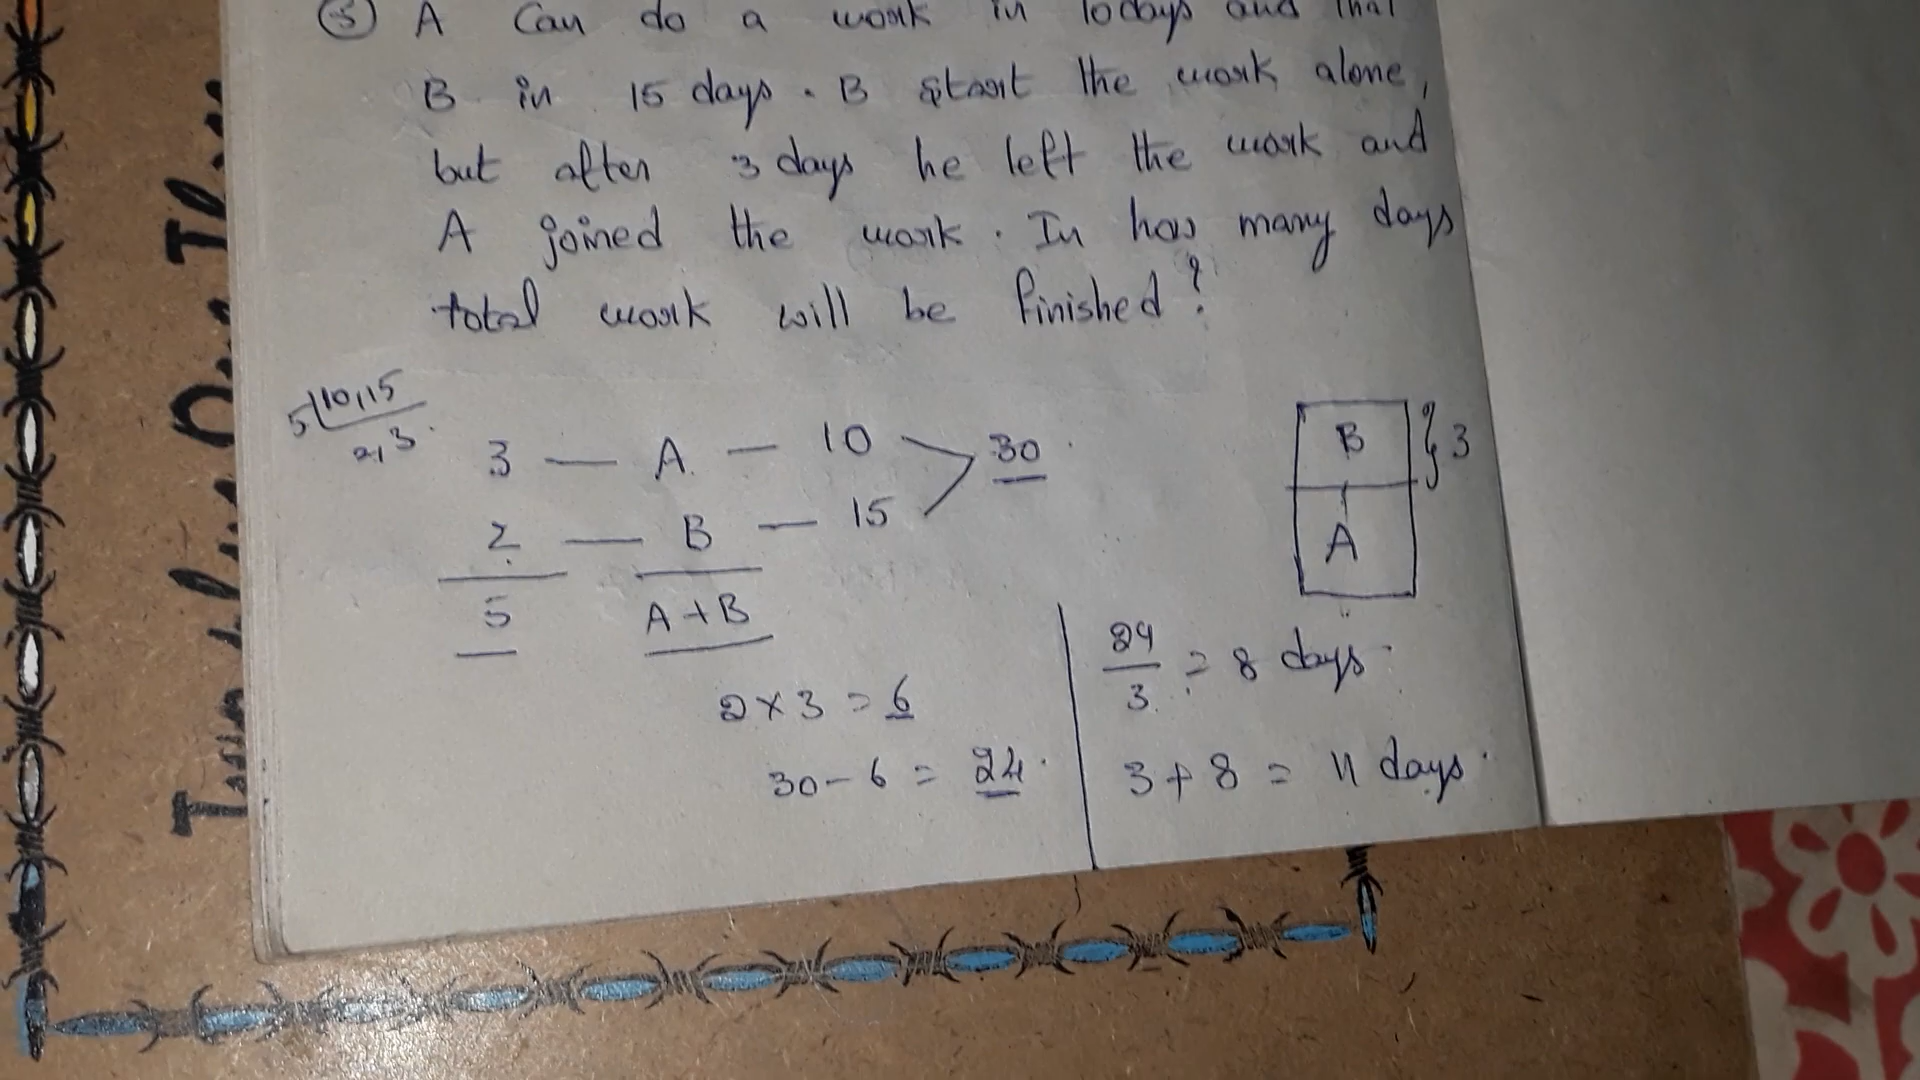 ⑤ A Can do a work in 10 days and that
B in 15 days. B start the work alone,
but after 3 days he left the work and
A joined the work. In how many days
total work will be finished?
5 | 10,15
2,3
3 — A — 10
30
2 — B — 15
5 A+B
B } 3
A
2 × 3 = 6
30 - 6 = 24
24/3 = 8 days.
3 + 8 = 11 days.